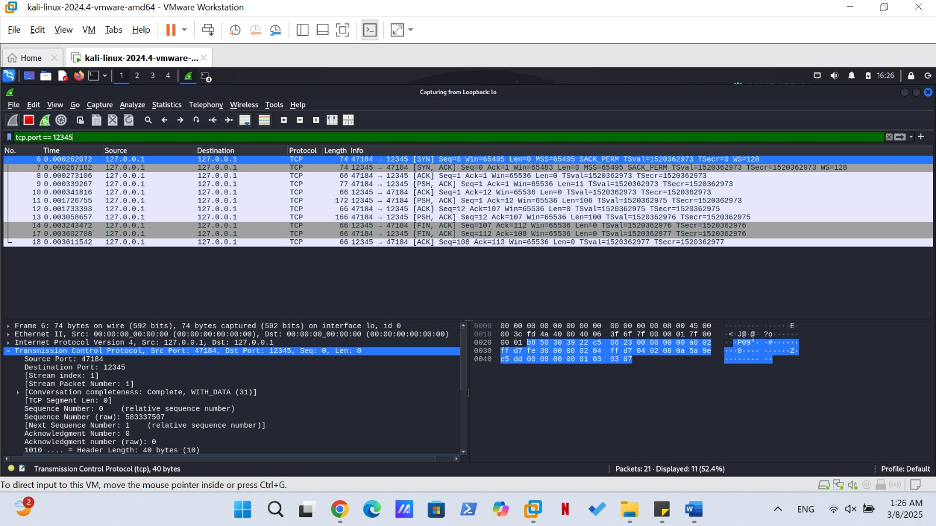 kali-linux-2024.4-vmware-amd64 - VMware Workstation
File Edit View VM Tabs Help
Home kali-linux-2024.4-vmware-...
1 2 3 4 16:26
Capturing from Loopback: lo
File Edit View Go Capture Analyze Statistics Telephony Wireless Tools Help
tcp.port == 12345
No. Time Source Destination Protocol Length Info
6 0.000262072 127.0.0.1 127.0.0.1 TCP 74 47184 → 12345 [SYN] Seq=0 Win=65495 Len=0 MSS=65495 SACK_PERM TSval=1520362973 TSecr=0 WS=128
7 0.000267182 127.0.0.1 127.0.0.1 TCP 74 12345 → 47184 [SYN, ACK] Seq=0 Ack=1 Win=65483 Len=0 MSS=65495 SACK_PERM TSval=1520362973 TSecr=1520362973 WS=128
8 0.000273106 127.0.0.1 127.0.0.1 TCP 66 47184 → 12345 [ACK] Seq=1 Ack=1 Win=65536 Len=0 TSval=1520362973 TSecr=1520362973
9 0.000339267 127.0.0.1 127.0.0.1 TCP 77 47184 → 12345 [PSH, ACK] Seq=1 Ack=1 Win=65536 Len=11 TSval=1520362973 TSecr=1520362973
10 0.000341816 127.0.0.1 127.0.0.1 TCP 66 12345 → 47184 [ACK] Seq=1 Ack=12 Win=65536 Len=0 TSval=1520362973 TSecr=1520362973
11 0.001726755 127.0.0.1 127.0.0.1 TCP 172 12345 → 47184 [PSH, ACK] Seq=1 Ack=12 Win=65536 Len=106 TSval=1520362975 TSecr=1520362973
12 0.001733393 127.0.0.1 127.0.0.1 TCP 66 47184 → 12345 [ACK] Seq=12 Ack=107 Win=65536 Len=0 TSval=1520362975 TSecr=1520362975
13 0.003058657 127.0.0.1 127.0.0.1 TCP 166 47184 → 12345 [PSH, ACK] Seq=12 Ack=107 Win=65536 Len=100 TSval=1520362976 TSecr=1520362975
14 0.003243472 127.0.0.1 127.0.0.1 TCP 66 12345 → 47184 [FIN, ACK] Seq=107 Ack=112 Win=65536 Len=0 TSval=1520362976 TSecr=1520362976
17 0.003602788 127.0.0.1 127.0.0.1 TCP 66 47184 → 12345 [FIN, ACK] Seq=112 Ack=108 Win=65536 Len=0 TSval=1520362977 TSecr=1520362976
18 0.003611542 127.0.0.1 127.0.0.1 TCP 66 12345 → 47184 [ACK] Seq=108 Ack=113 Win=65536 Len=0 TSval=1520362977 TSecr=1520362977
Frame 6: 74 bytes on wire (592 bits), 74 bytes captured (592 bits) on interface lo, id 0
Ethernet II, Src: 00:00:00_00:00:00 (00:00:00:00:00:00), Dst: 00:00:00_00:00:00 (00:00:00:00:00:00)
Internet Protocol Version 4, Src: 127.0.0.1, Dst: 127.0.0.1
Transmission Control Protocol, Src Port: 47184, Dst Port: 12345, Seq: 0, Len: 0
Source Port: 47184
Destination Port: 12345
[Stream index: 1]
[Stream Packet Number: 1]
[Conversation completeness: Complete, WITH_DATA (31)]
[TCP Segment Len: 0]
Sequence Number: 0 (relative sequence number)
Sequence Number (raw): 583337507
[Next Sequence Number: 1 (relative sequence number)]
Acknowledgment Number: 0
Acknowledgment number (raw): 0
1010 .... = Header Length: 40 bytes (10)
0000 00 00 00 00 00 00 00 00 00 00 00 00 08 00 45 00 ·············E
0010 00 3c fd 4a 40 00 40 06 3f 6f 7f 00 00 01 7f 00 ·<·J@·@· ?o······
0020 00 01 b8 50 30 39 22 c5 06 23 00 00 00 00 a0 02 ···P09"· ·#······
0030 ff d7 fe 30 00 00 02 04 ff d7 04 02 08 0a 5a 9e ···0···· ······Z·
0040 c5 dd 00 00 00 00 01 03 03 07
Transmission Control Protocol (tcp), 40 bytes Packets: 21 · Displayed: 11 (52.4%) Profile: Default
To direct input to this VM, move the mouse pointer inside or press Ctrl+G.
2 ENG 1:26 AM
3/8/2025